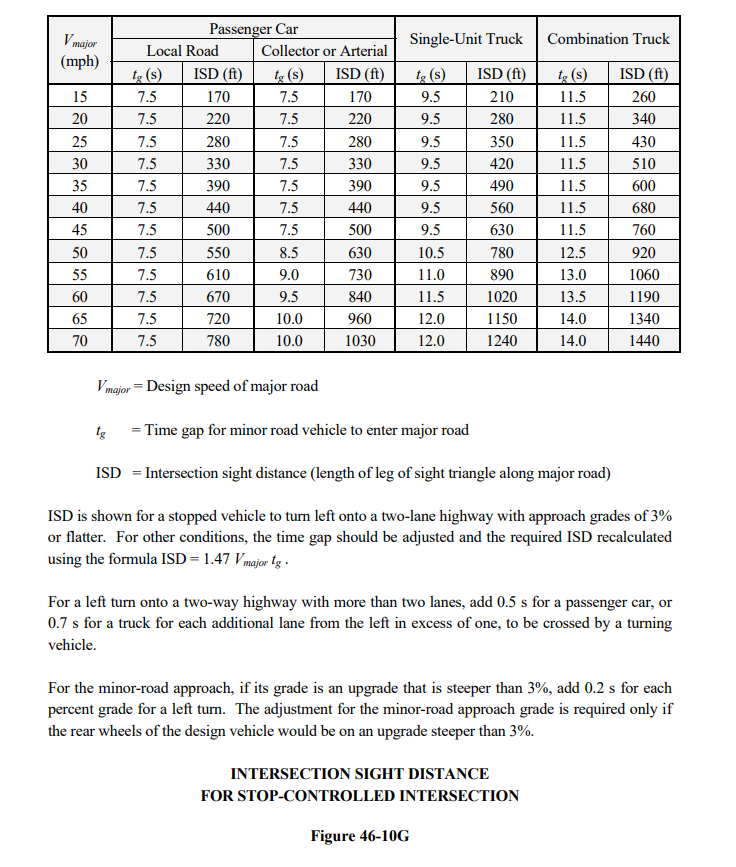 V major (mph)
Passenger Car
Single-Unit Truck
Combination Truck
Local Road
Collector or Arterial
tg (s) ISD (ft) tg (s) ISD (ft) tg (s) ISD (ft) tg (s) ISD (ft)
15 7.5 170 7.5 170 9.5 210 11.5 260
20 7.5 220 7.5 220 9.5 280 11.5 340
25 7.5 280 7.5 280 9.5 350 11.5 430
30 7.5 330 7.5 330 9.5 420 11.5 510
35 7.5 390 7.5 390 9.5 490 11.5 600
40 7.5 440 7.5 440 9.5 560 11.5 680
45 7.5 500 7.5 500 9.5 630 11.5 760
50 7.5 550 8.5 630 10.5 780 12.5 920
55 7.5 610 9.0 730 11.0 890 13.0 1060
60 7.5 670 9.5 840 11.5 1020 13.5 1190
65 7.5 720 10.0 960 12.0 1150 14.0 1340
70 7.5 780 10.0 1030 12.0 1240 14.0 1440
Vmajor = Design speed of major road
tg = Time gap for minor road vehicle to enter major road
ISD = Intersection sight distance (length of leg of sight triangle along major road)
ISD is shown for a stopped vehicle to turn left onto a two-lane highway with approach grades of 3%
or flatter. For other conditions, the time gap should be adjusted and the required ISD recalculated
using the formula ISD = 1.47 Vmajor tg .
For a left turn onto a two-way highway with more than two lanes, add 0.5 s for a passenger car, or
0.7 s for a truck for each additional lane from the left in excess of one, to be crossed by a turning
vehicle.
For the minor-road approach, if its grade is an upgrade that is steeper than 3%, add 0.2 s for each
percent grade for a left turn. The adjustment for the minor-road approach grade is required only if
the rear wheels of the design vehicle would be on an upgrade steeper than 3%.
INTERSECTION SIGHT DISTANCE
FOR STOP-CONTROLLED INTERSECTION
Figure 46-10G